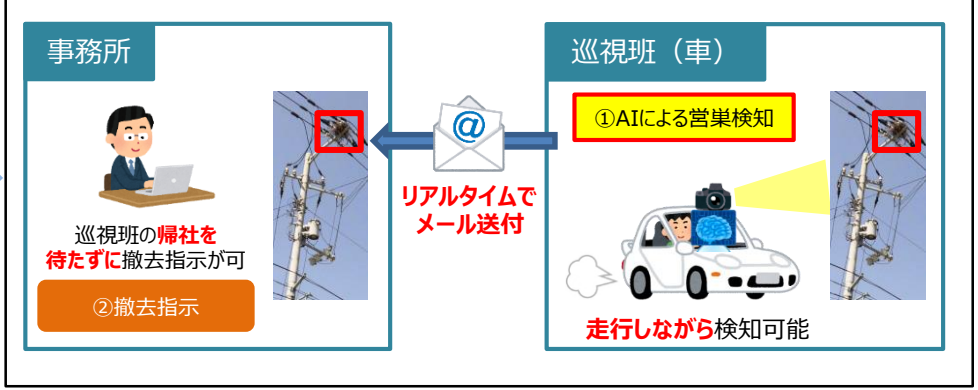 事務所
巡視班の帰社を
待たずに撤去指示が可
②撤去指示
@
リアルタイムで
メール送付
巡視班（車）
①AIによる営巣検知
走行しながら検知可能